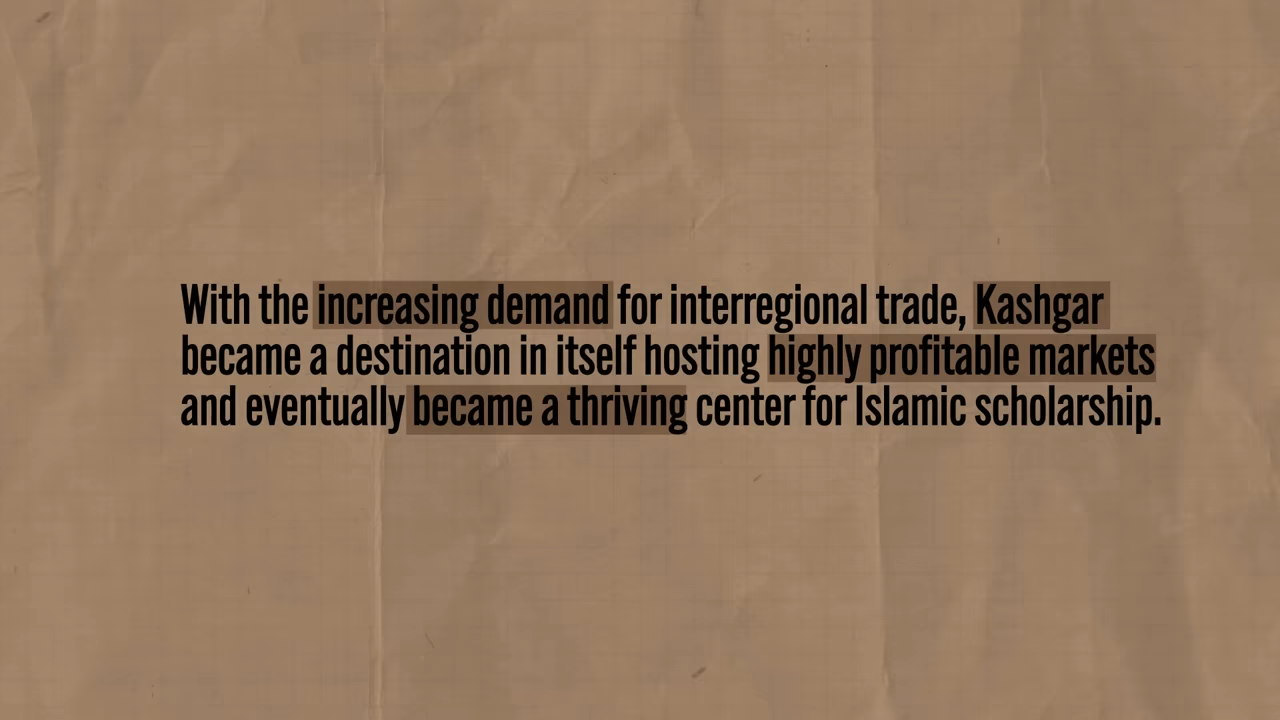 With the increasing demand for interregional trade, Kashgar
became a destination in itself hosting highly profitable markets
and eventually became a thriving center for Islamic scholarship.